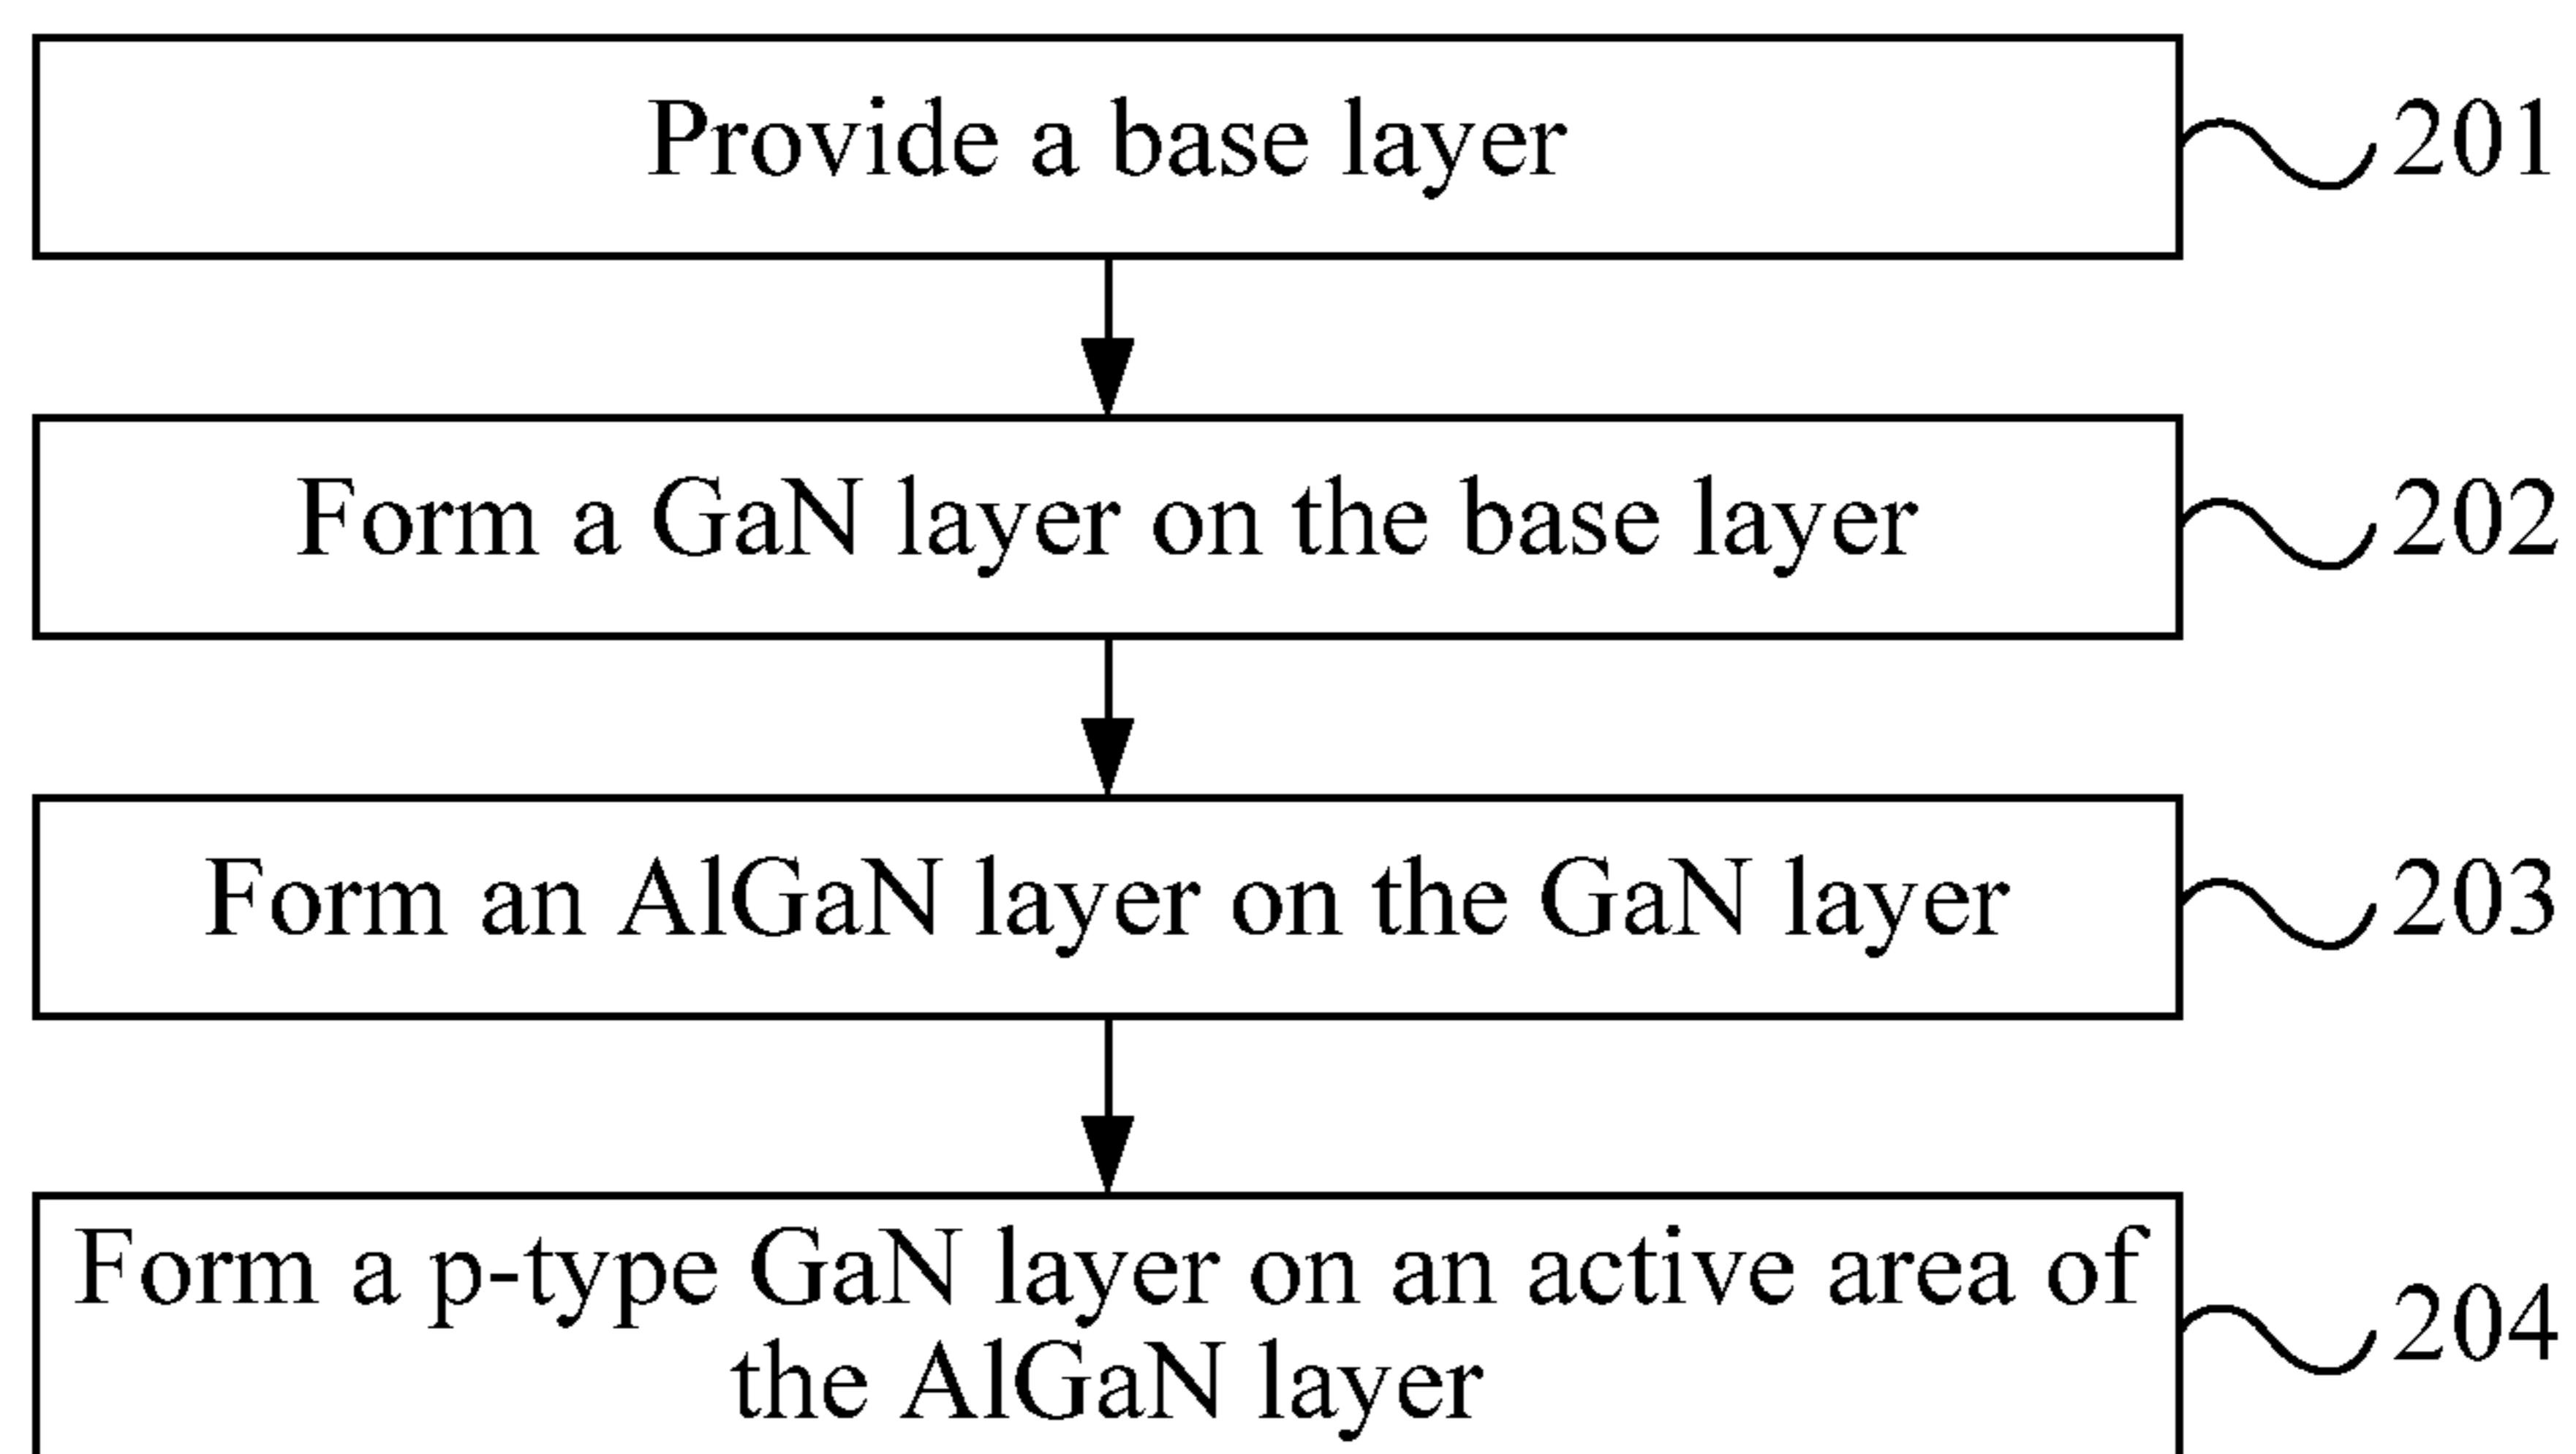 Provide a base layer
201
Form a GaN layer on the base layer
202
Form an AlGaN layer on the GaN layer
203
Form a p-type GaN layer on an active area of
the AlGaN layer
204